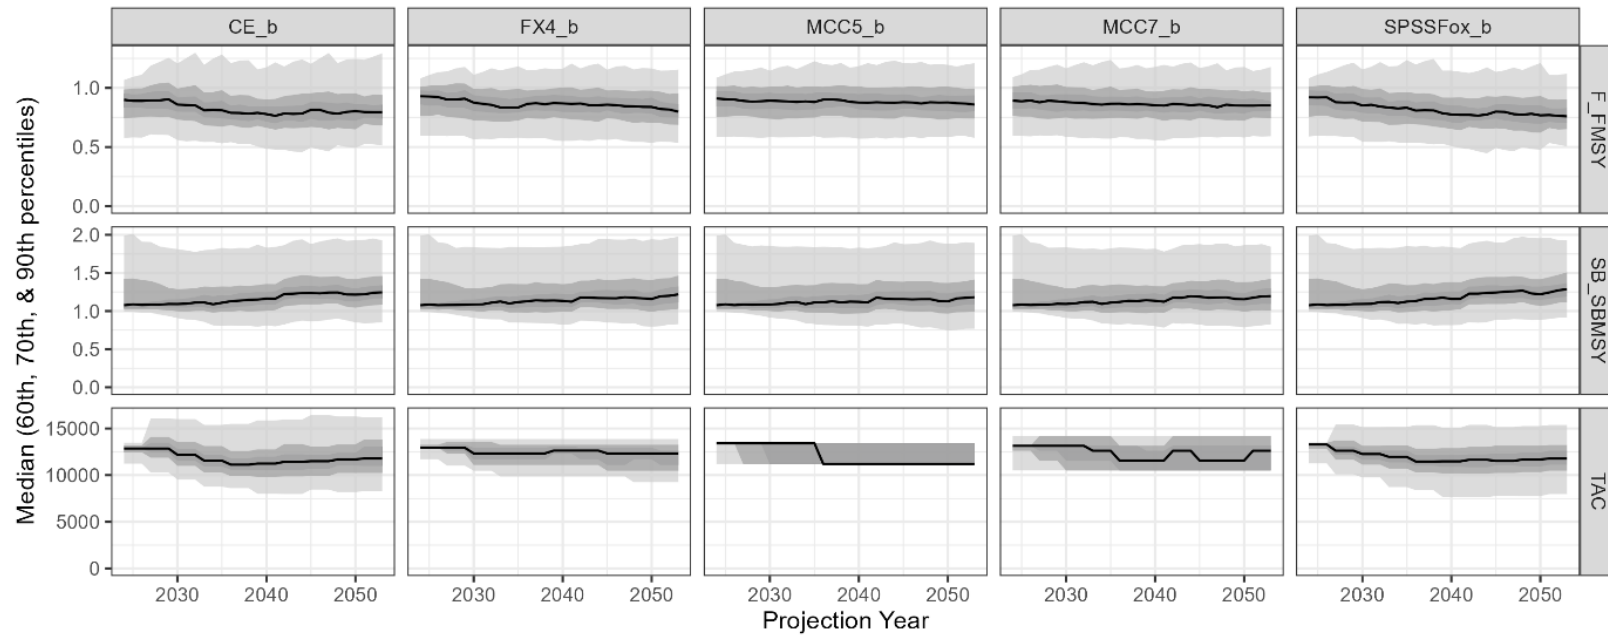 CE_b FX4_b MCC5_b MCC7_b SPSSFox_b
Median (60th, 70th, & 90th percentiles)
1.0
0.5
0.0
F_FMSY
2.0
1.5
1.0
0.5
0.0
SB_SBMSY
15000
10000
5000
0
TAC
2030 2040 2050 2030 2040 2050 2030 2040 2050 2030 2040 2050 2030 2040 2050
Projection Year